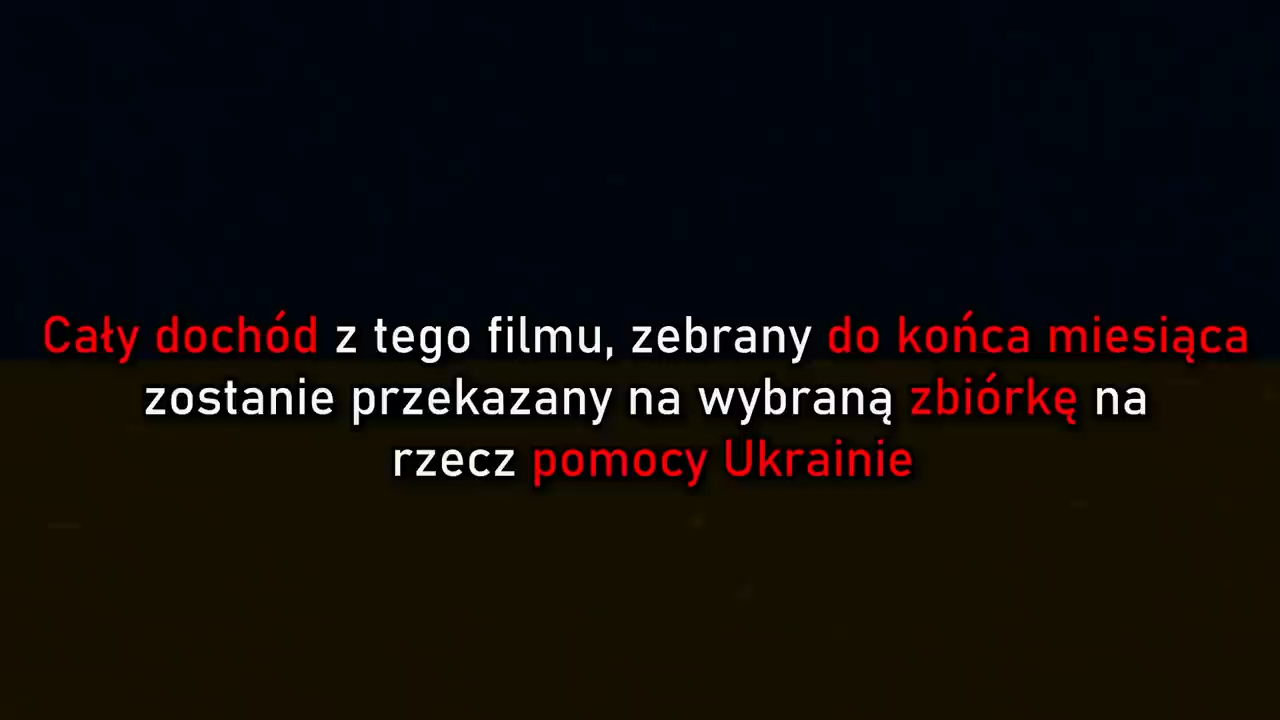 Cały dochód z tego filmu, zebrany do końca miesiąca
zostanie przekazany na wybraną zbiórkę na
rzecz pomocy Ukrainie